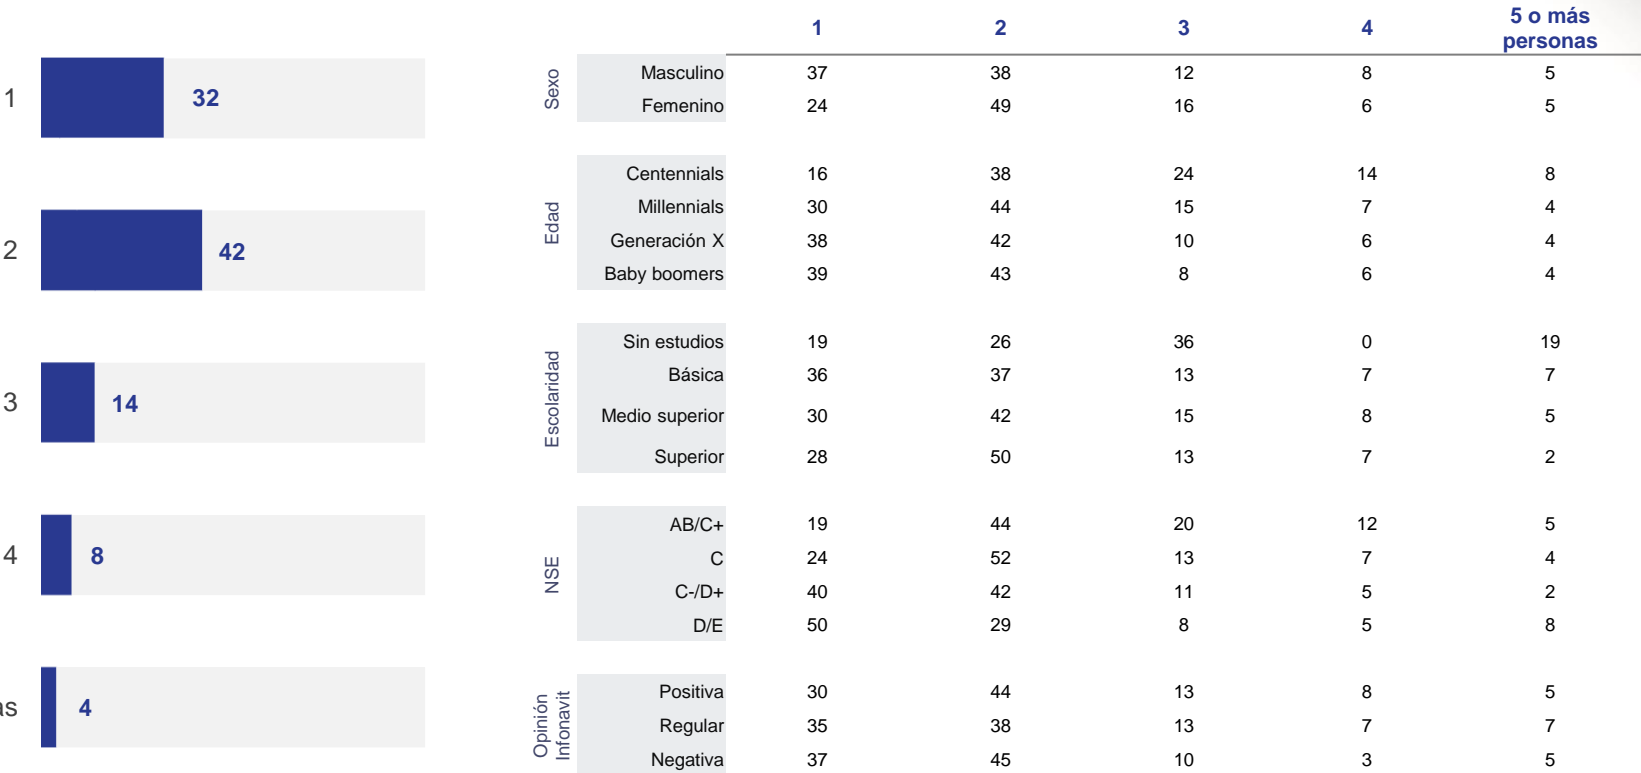 1 32
2 42
3 14
4 8
as 4
1 2 3 4 5 o más
personas
Sexo
Masculino 37 38 12 8 5
Femenino 24 49 16 6 5
Edad
Centennials 16 38 24 14 8
Millennials 30 44 15 7 4
Generación X 38 42 10 6 4
Baby boomers 39 43 8 6 4
Escolaridad
Sin estudios 19 26 36 0 19
Básica 36 37 13 7 7
Medio superior 30 42 15 8 5
Superior 28 50 13 7 2
NSE
AB/C+ 19 44 20 12 5
C 24 52 13 7 4
C-/D+ 40 42 11 5 2
D/E 50 29 8 5 8
Opinión
Infonavit
Positiva 30 44 13 8 5
Regular 35 38 13 7 7
Negativa 37 45 10 3 5